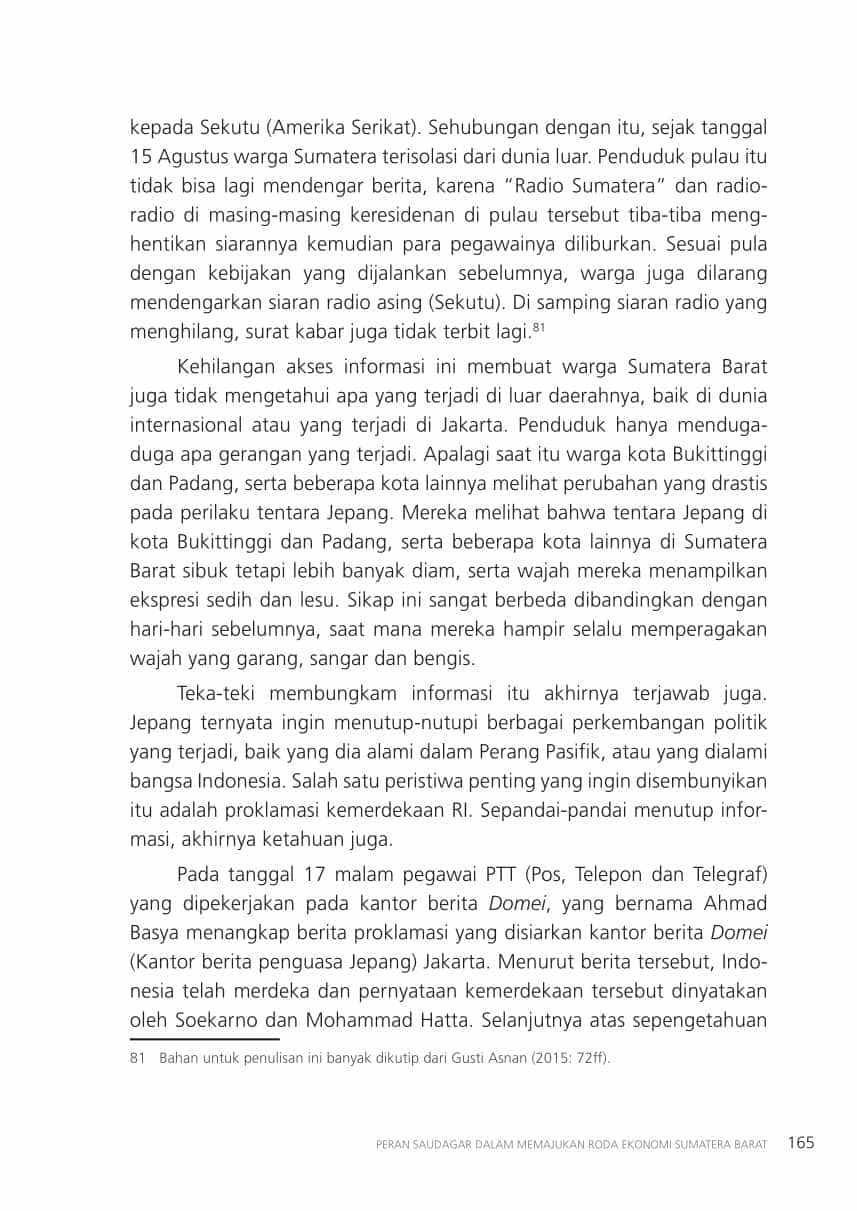 kepada Sekutu (Amerika Serikat). Sehubungan dengan itu, sejak tanggal
15 Agustus warga Sumatera terisolasi dari dunia luar. Penduduk pulau itu
tidak bisa lagi mendengar berita, karena “Radio Sumatera” dan radio-
radio di masing-masing keresidenan di pulau tersebut tiba-tiba meng-
hentikan siarannya kemudian para pegawainya diliburkan. Sesuai pula
dengan kebijakan yang dijalankan sebelumnya, warga juga dilarang
mendengarkan siaran radio asing (Sekutu). Di samping siaran radio yang
menghilang, surat kabar juga tidak terbit lagi.81
Kehilangan akses informasi ini membuat warga Sumatera Barat
juga tidak mengetahui apa yang terjadi di luar daerahnya, baik di dunia
internasional atau yang terjadi di Jakarta. Penduduk hanya menduga-
duga apa gerangan yang terjadi. Apalagi saat itu warga kota Bukittinggi
dan Padang, serta beberapa kota lainnya melihat perubahan yang drastis
pada perilaku tentara Jepang. Mereka melihat bahwa tentara Jepang di
kota Bukittinggi dan Padang, serta beberapa kota lainnya di Sumatera
Barat sibuk tetapi lebih banyak diam, serta wajah mereka menampilkan
ekspresi sedih dan lesu. Sikap ini sangat berbeda dibandingkan dengan
hari-hari sebelumnya, saat mana mereka hampir selalu memperagakan
wajah yang garang, sangar dan bengis.
Teka-teki membungkam informasi itu akhirnya terjawab juga.
Jepang ternyata ingin menutup-nutupi berbagai perkembangan politik
yang terjadi, baik yang dia alami dalam Perang Pasifik, atau yang dialami
bangsa Indonesia. Salah satu peristiwa penting yang ingin disembunyikan
itu adalah proklamasi kemerdekaan RI. Sepandai-pandai menutup infor-
masi, akhirnya ketahuan juga.
Pada tanggal 17 malam pegawai PTT (Pos, Telepon dan Telegraf)
yang dipekerjakan pada kantor berita Domei, yang bernama Ahmad
Basya menangkap berita proklamasi yang disiarkan kantor berita Domei
(Kantor berita penguasa Jepang) Jakarta. Menurut berita tersebut, Indo-
nesia telah merdeka dan pernyataan kemerdekaan tersebut dinyatakan
oleh Soekarno dan Mohammad Hatta. Selanjutnya atas sepengetahuan
81 Bahan untuk penulisan ini banyak dikutip dari Gusti Asnan (2015: 72ff).
PERAN SAUDAGAR DALAM MEMAJUKAN RODA EKONOMI SUMATERA BARAT 165